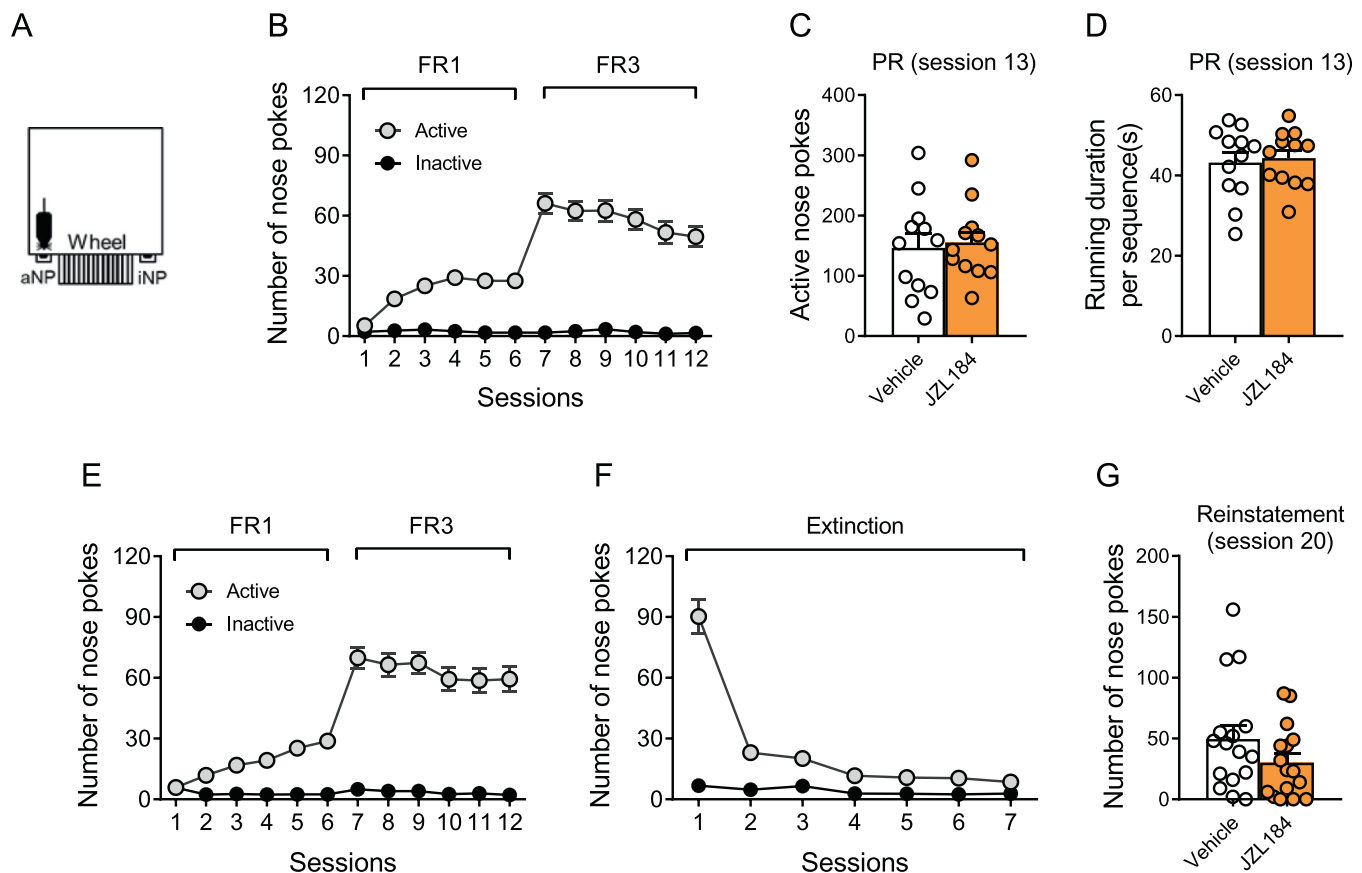 A
Wheel
aNP
iNP
B
FR1
FR3
Number of nose pokes
120
90
60
30
0
Active
Inactive
1 2 3 4 5 6 7 8 9 10 11 12
Sessions
C
PR (session 13)
Active nose pokes
400
300
200
100
0
Vehicle
JZL184
D
PR (session 13)
Running duration
per sequence(s)
60
40
20
0
Vehicle
JZL184
E
FR1
FR3
Number of nose pokes
120
90
60
30
0
Active
Inactive
1 2 3 4 5 6 7 8 9 10 11 12
Sessions
F
Extinction
Number of nose pokes
120
90
60
30
0
1 2 3 4 5 6 7
Sessions
G
Reinstatement
(session 20)
Number of nose pokes
200
150
100
50
0
Vehicle
JZL184